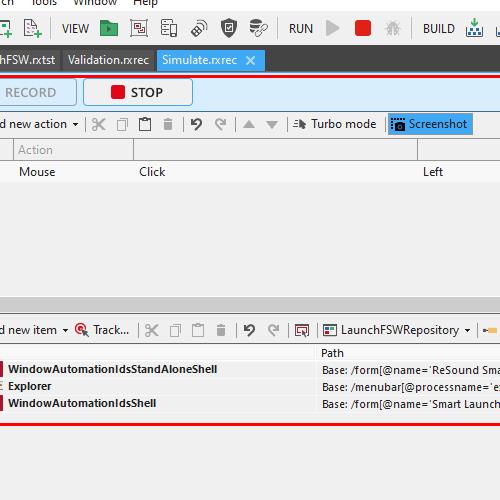 Tools Window Help
VIEW RUN BUILD
hFSW.rxtst Validation.rxrec Simulate.rxrec
RECORD STOP
d new action Turbo mode Screenshot
Action
Mouse Click Left
d new item Track... LaunchFSWRepository
Path
WindowAutomationIdsStandAloneShell Base: /form[@name='ReSound Sma
Explorer Base: /menubar[@processname='e
WindowAutomationIdsShell Base: /form[@name='Smart Launch